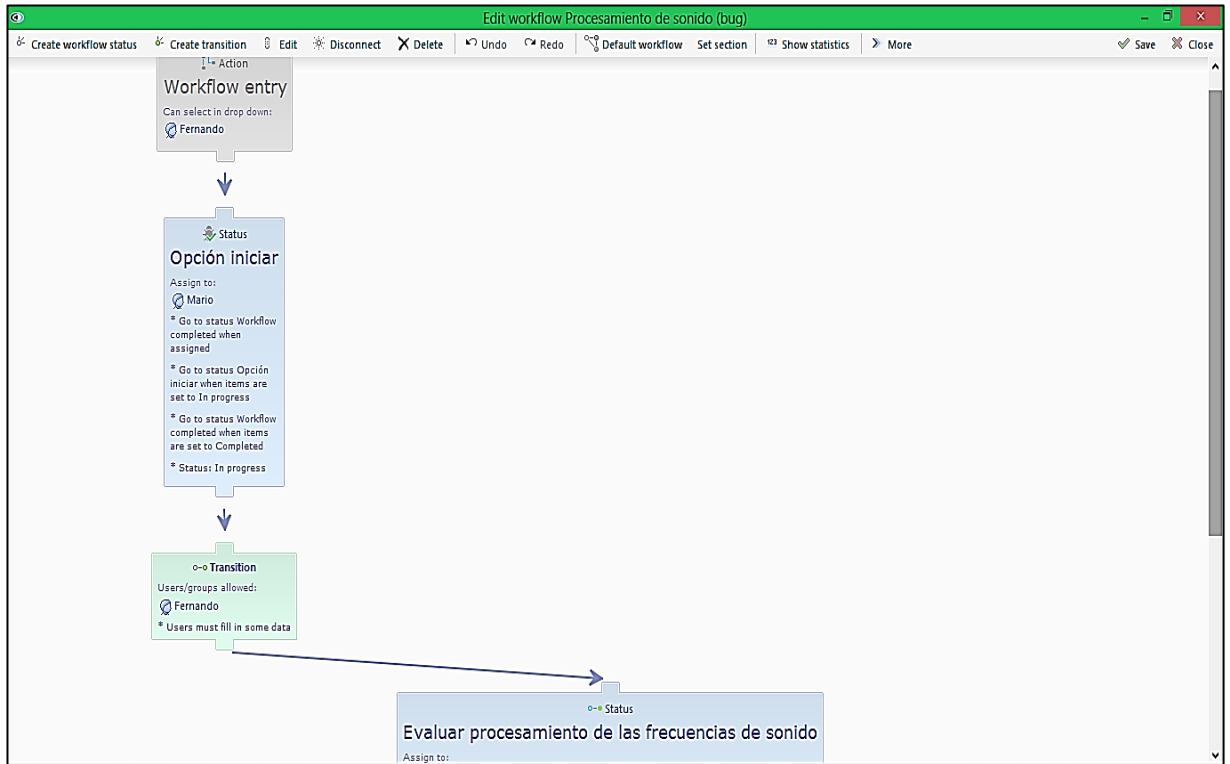 Edit workflow Procesamiento de sonido (bug)
Create workflow status Create transition Edit Disconnect Delete Undo Redo Default workflow Set section 123 Show statistics More Save Close
Action
Workflow entry
Can select in drop down:
Fernando
Status
Opción iniciar
Assign to:
Mario
* Go to status Workflow
completed when
assigned
* Go to status Opción
iniciar when items are
set to In progress
* Go to status Workflow
completed when items
are set to Completed
* Status: In progress
Transition
Users/groups allowed:
Fernando
* Users must fill in some data
Status
Evaluar procesamiento de las frecuencias de sonido
Assign to: